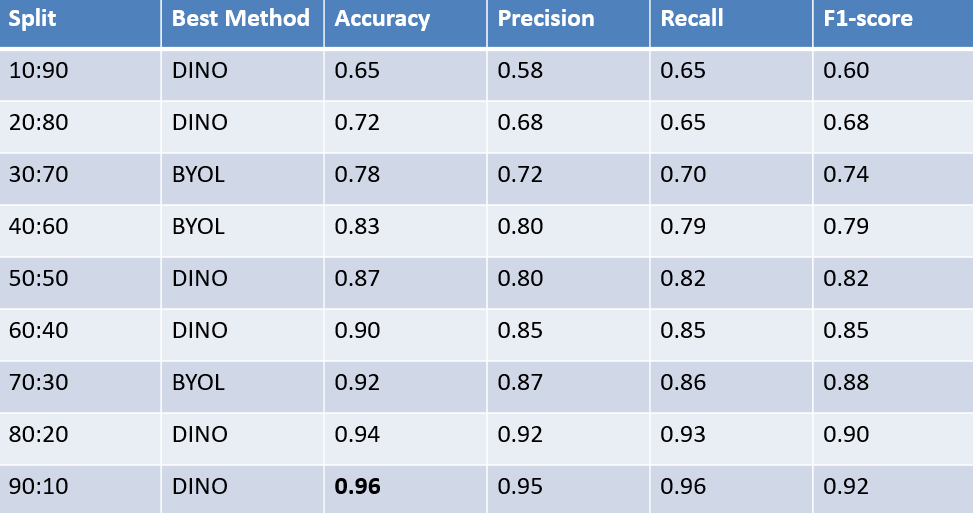 Split Best Method Accuracy Precision Recall F1-score
10:90 DINO 0.65 0.58 0.65 0.60
20:80 DINO 0.72 0.68 0.65 0.68
30:70 BYOL 0.78 0.72 0.70 0.74
40:60 BYOL 0.83 0.80 0.79 0.79
50:50 DINO 0.87 0.80 0.82 0.82
60:40 DINO 0.90 0.85 0.85 0.85
70:30 BYOL 0.92 0.87 0.86 0.88
80:20 DINO 0.94 0.92 0.93 0.90
90:10 DINO 0.96 0.95 0.96 0.92